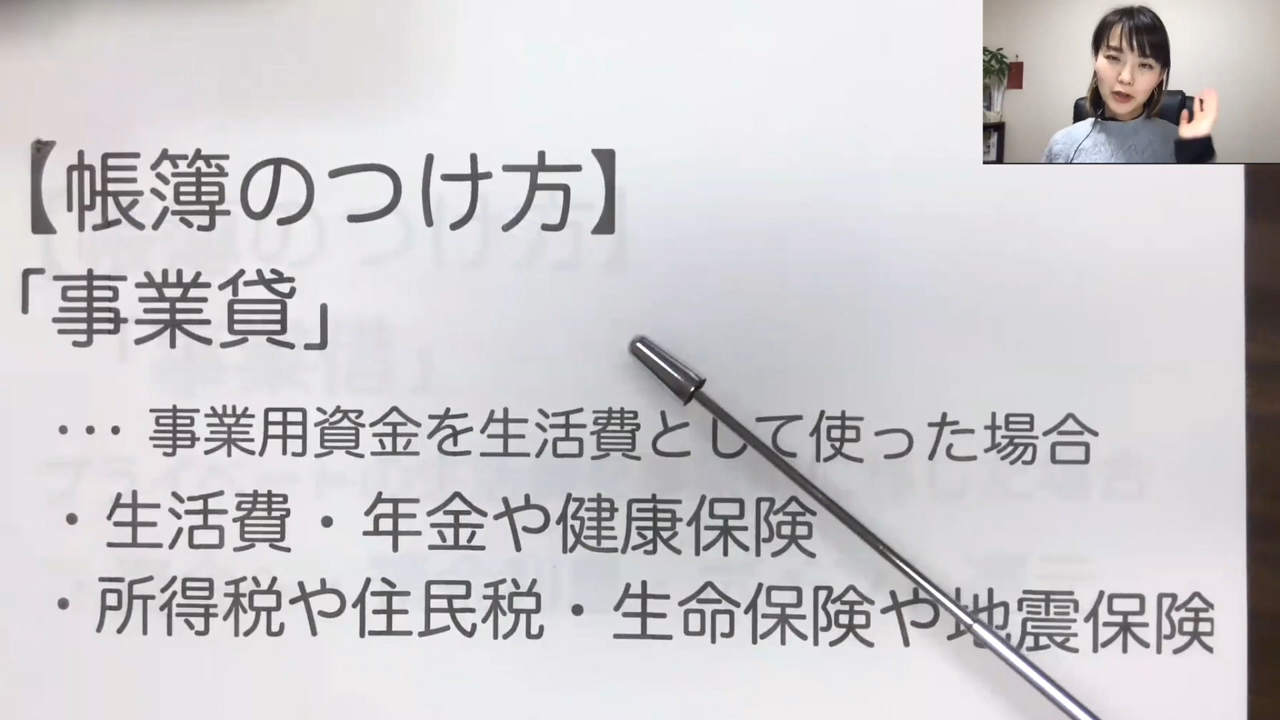 【帳簿のつけ方】
「事業貸」
･･･ 事業用資金を生活費として使った場合
・生活費・年金や健康保険
・所得税や住民税・生命保険や地震保険